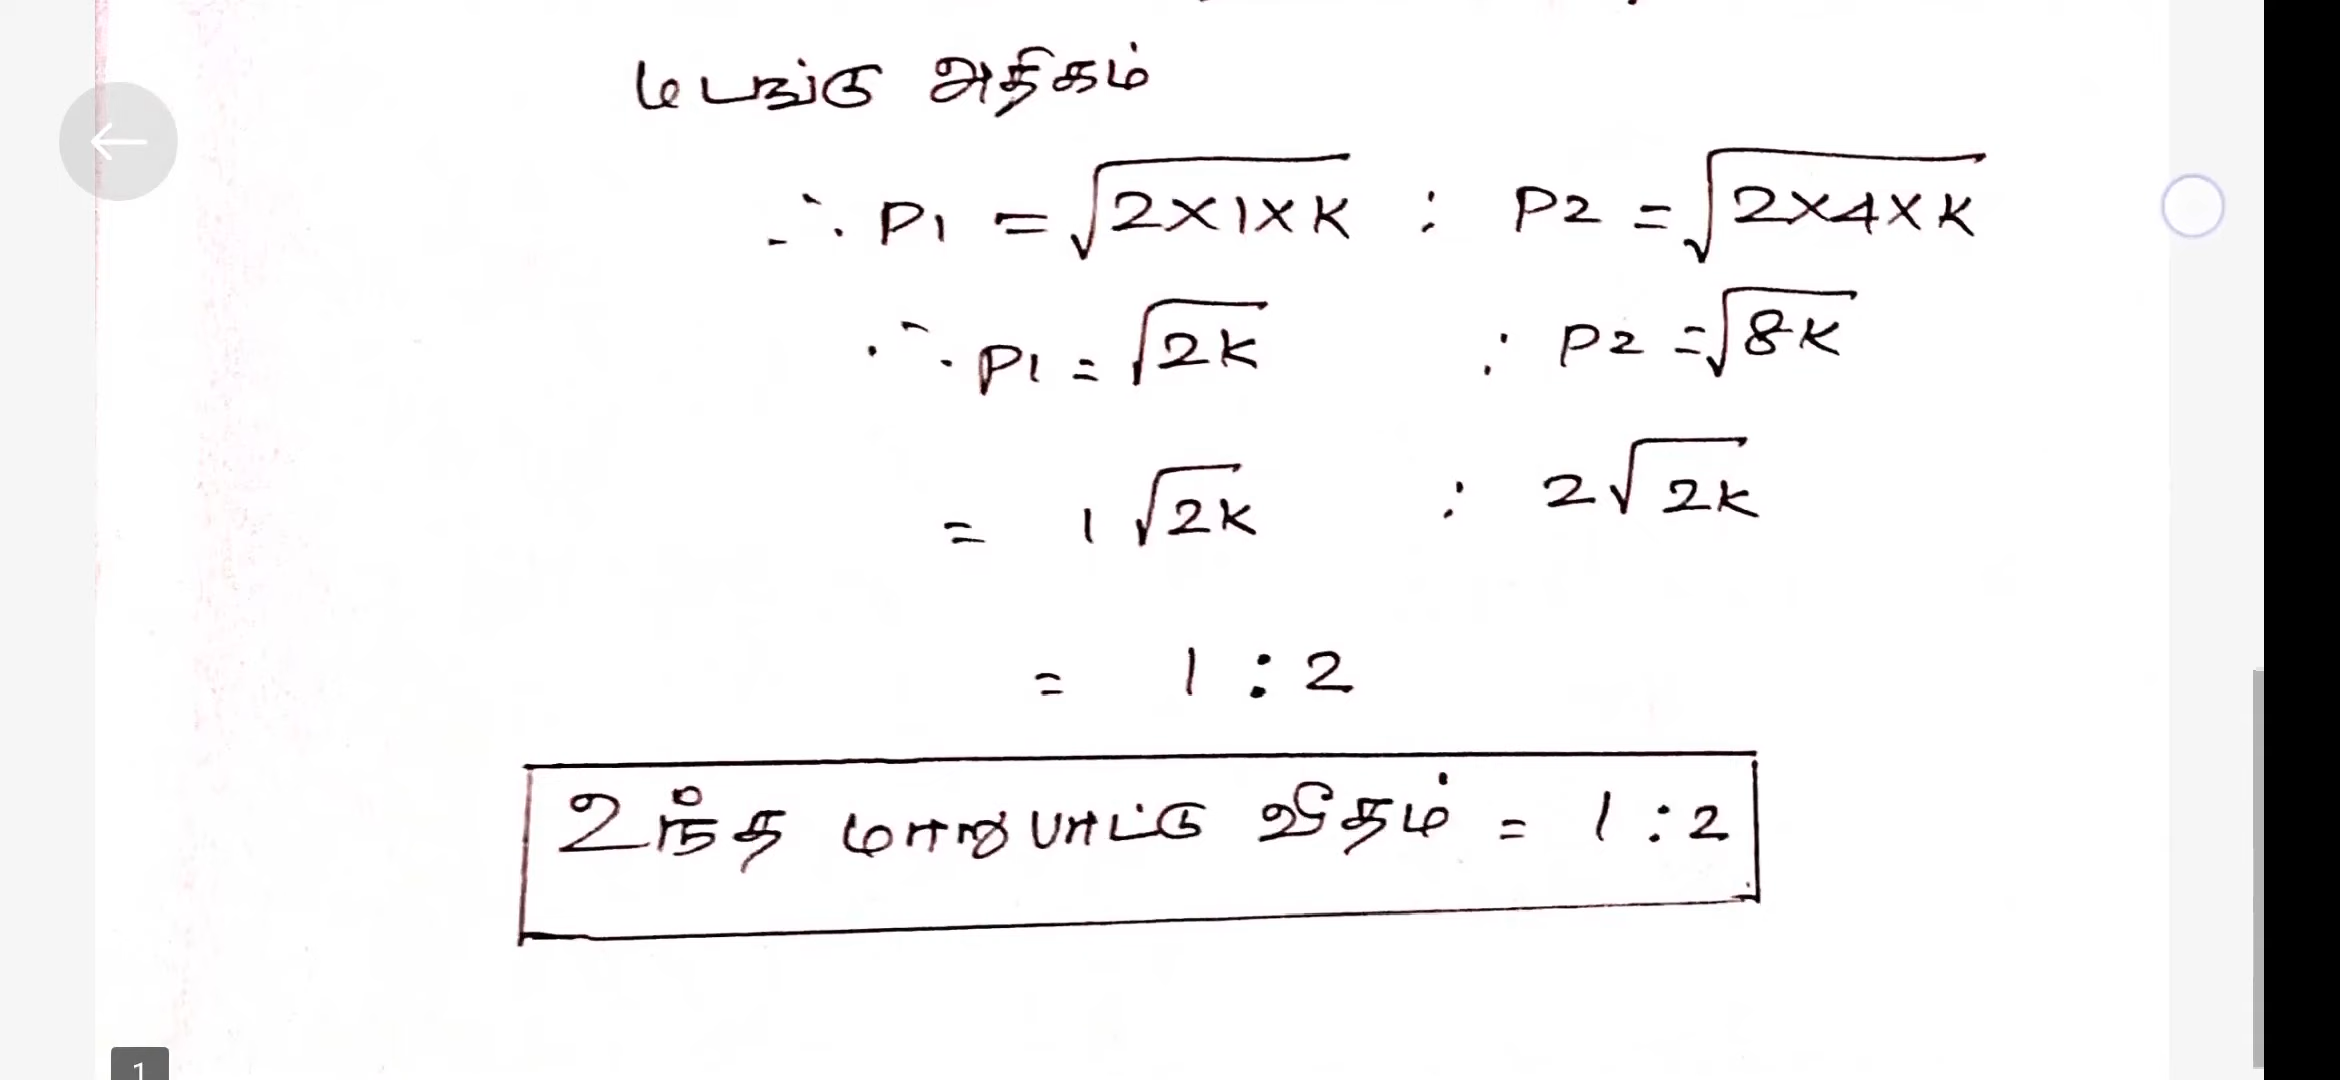 மடங்கு அதிகம்
∴ P1 = √2×1×K : P2 = √2×4×K
∴ P1 = √2K : P2 = √8K
= 1√2K : 2√2K
= 1 : 2
உந்த மாறுபாட்டு விதம் = 1 : 2
1